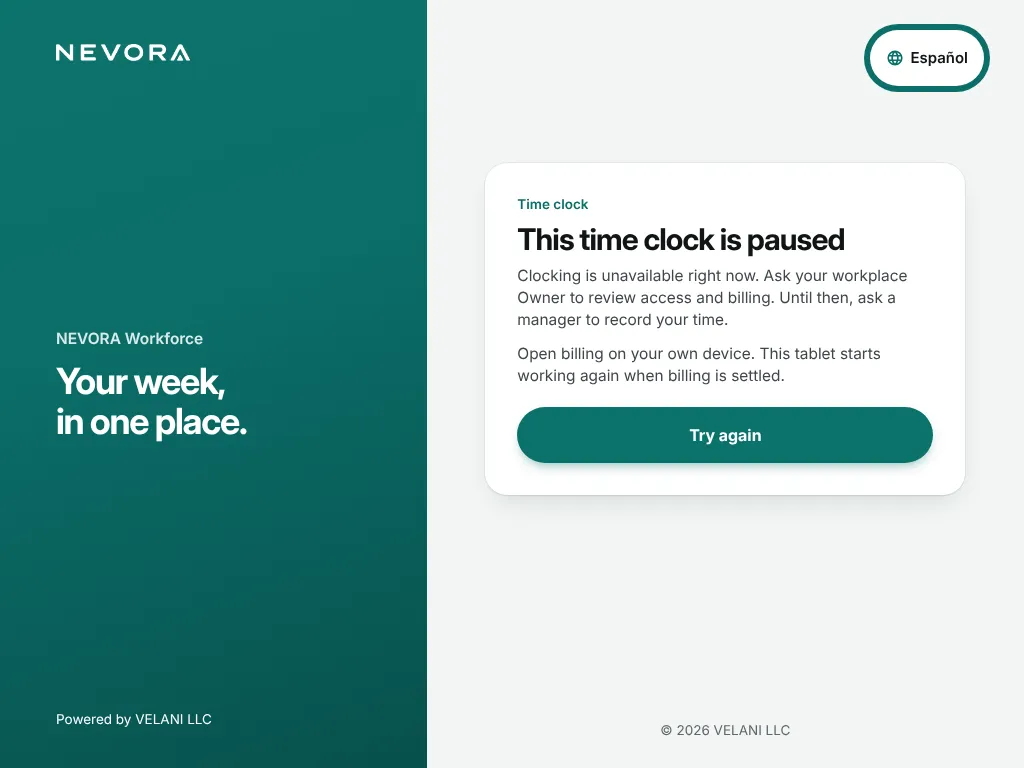 NEVORA
Español
Time clock
This time clock is paused
Clocking is unavailable right now. Ask your workplace
Owner to review access and billing. Until then, ask a
manager to record your time.
Open billing on your own device. This tablet starts
working again when billing is settled.
Try again
NEVORA Workforce
Your week,
in one place.
Powered by VELANI LLC
© 2026 VELANI LLC